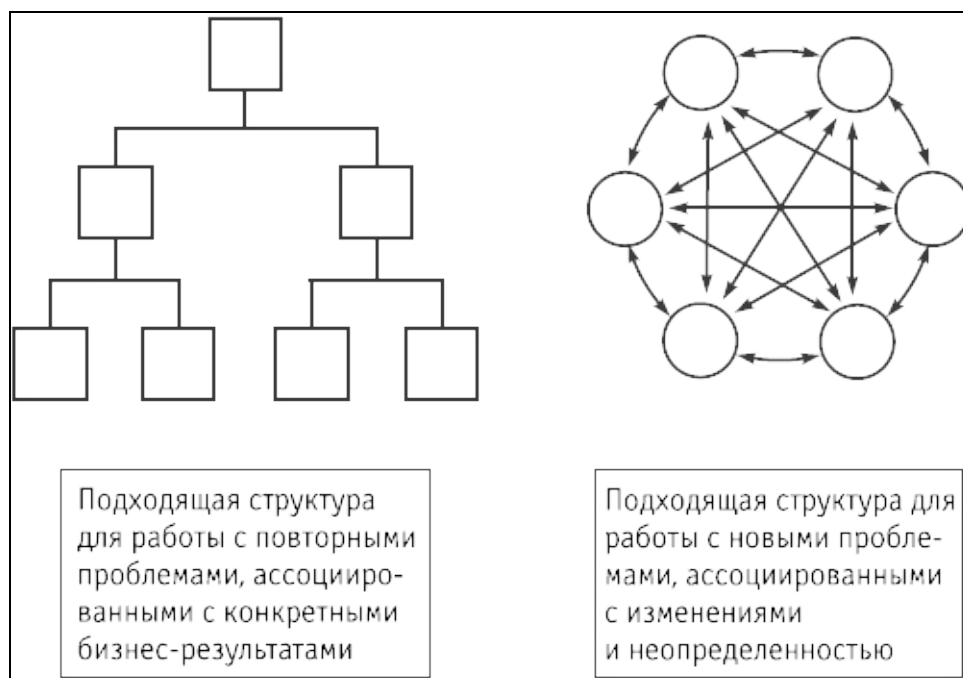 Подходящая структура
для работы с повторными
проблемами, ассоцииро-
ванными с конкретными
бизнес-результатами
Подходящая структура для
работы с новыми пробле-
мами, ассоциированными
с изменениями
и неопределенностью